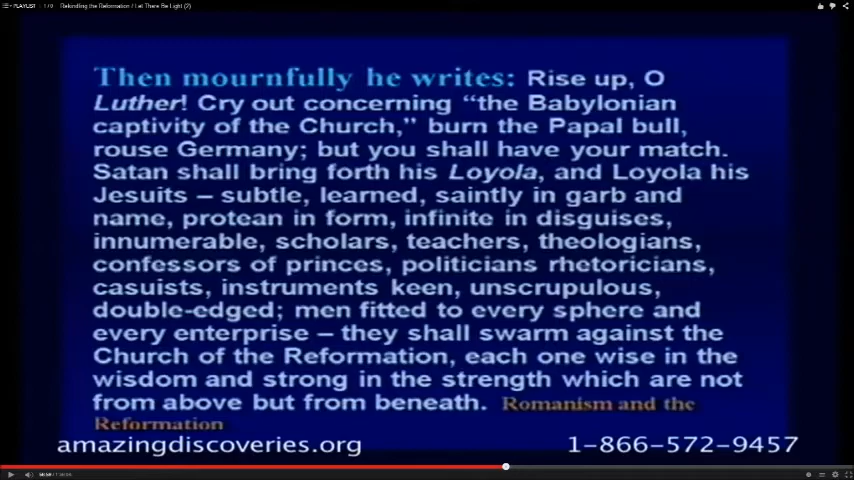 PLAYLIST
Rekindling the Reformation / Let There Be Light (2)
Then mournfully he writes: Rise up, O
Luther! Cry out concerning “the Babylonian
captivity of the Church,” burn the Papal bull,
rouse Germany; but you shall have your match.
Satan shall bring forth his Loyola, and Loyola his
Jesuits – subtle, learned, saintly in garb and
name, protean in form, infinite in disguises,
innumerable, scholars, teachers, theologians,
confessors of princes, politicians rhetoricians,
casuists, instruments keen, unscrupulous,
double-edged; men fitted to every sphere and
every enterprise – they shall swarm against the
Church of the Reformation, each one wise in the
wisdom and strong in the strength which are not
from above but from beneath. Romanism and the
Reformation
amazingdiscoveries.org 1-866-572-9457